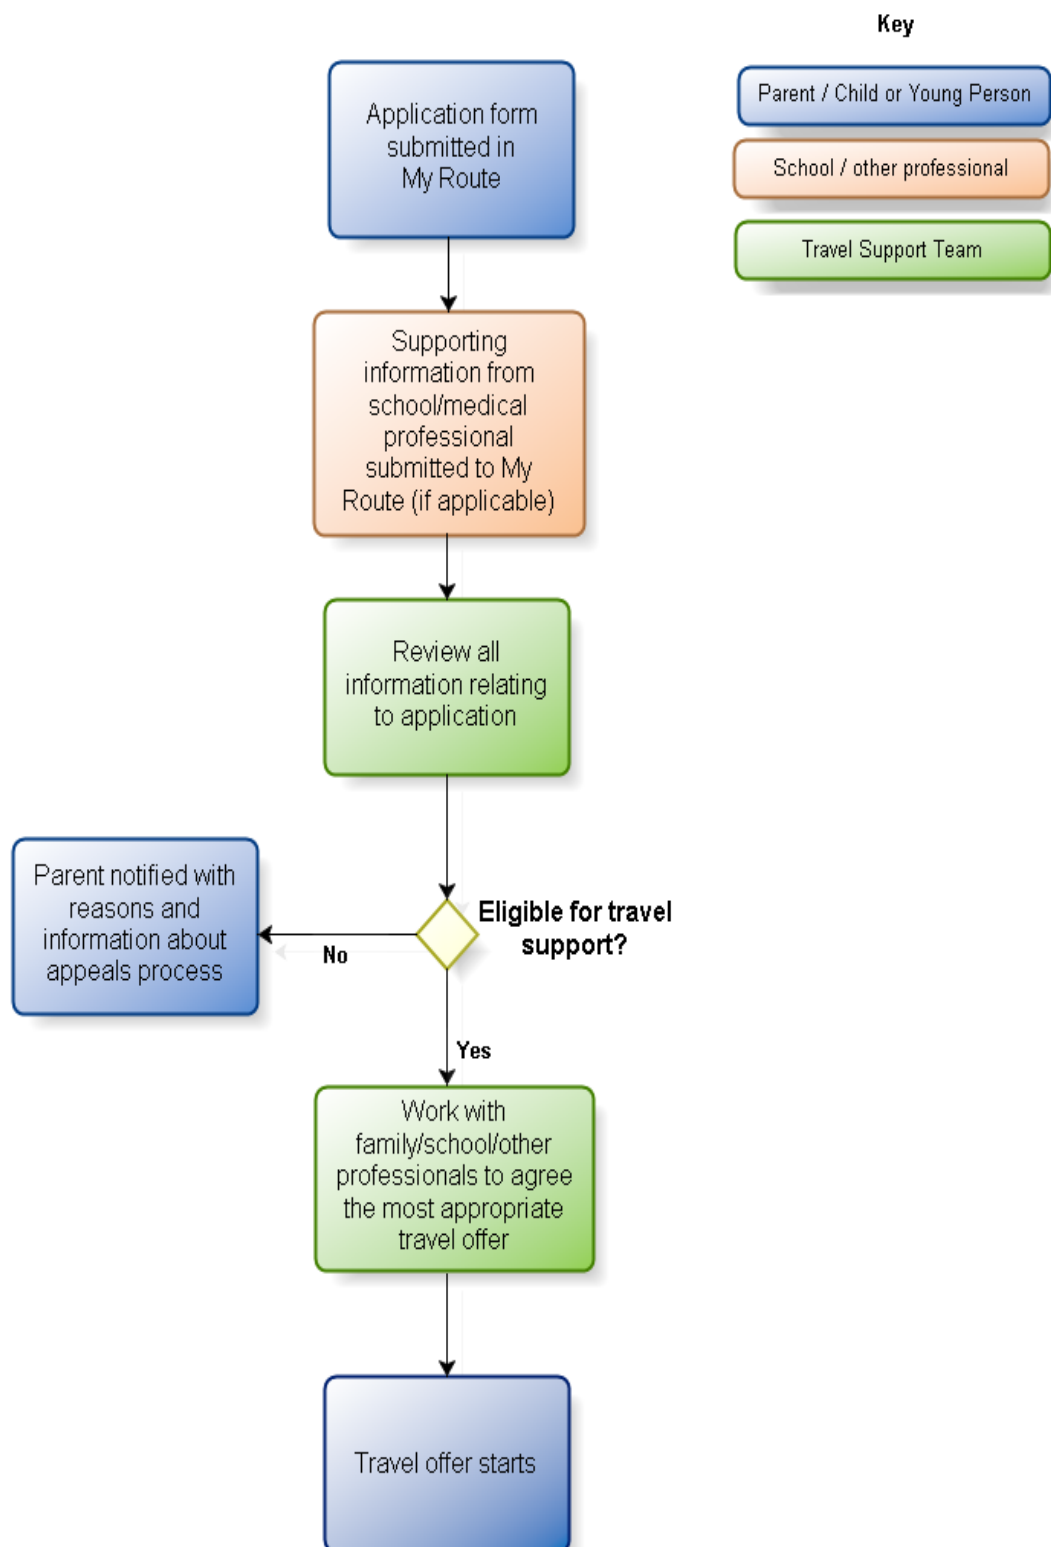 Key
Parent / Child or Young Person
School / other professional
Travel Support Team
Application form
submitted in
My Route
Supporting
information from
school/medical
professional
submitted to My
Route (if applicable)
Review all
information relating
to application
Eligible for travel
support?
No
Parent notified with
reasons and
information about
appeals process
Yes
Work with
family/school/other
professionals to agree
the most appropriate
travel offer
Travel offer starts